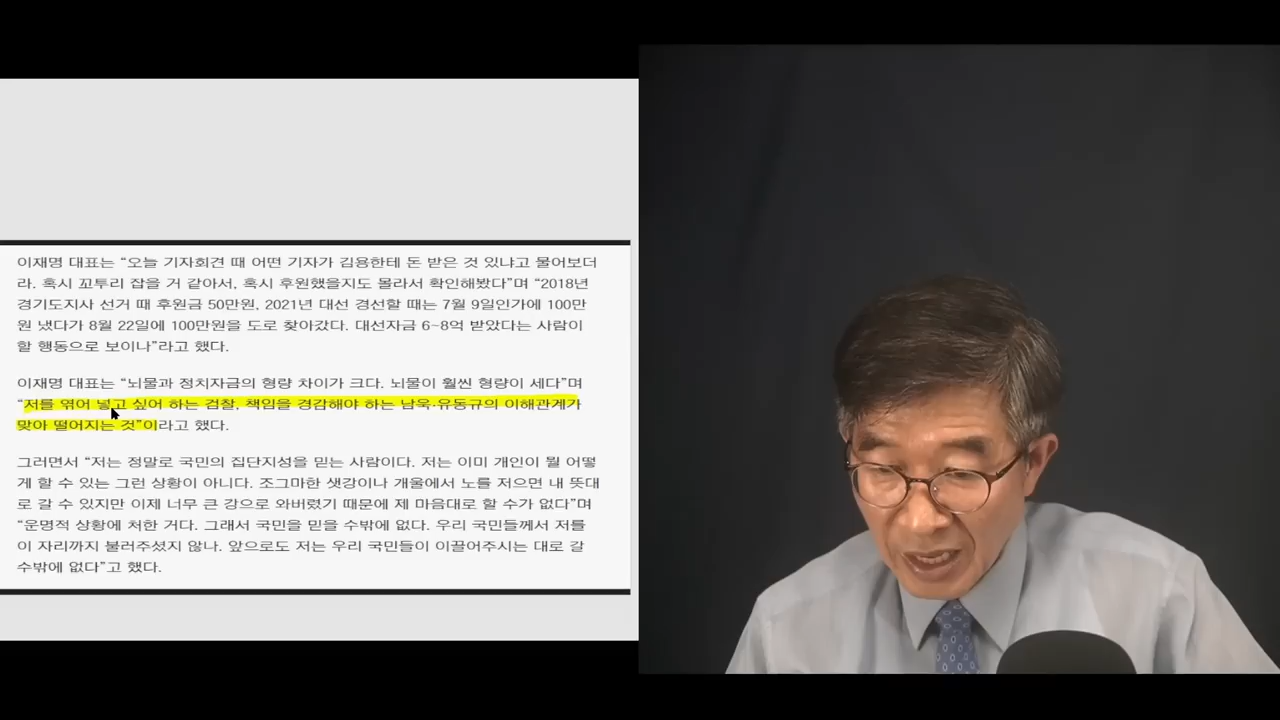 이재명 대표는 “오늘 기자회견 때 어떤 기자가 김용한테 돈 받은 것 있냐고 물어보더
라. 혹시 꼬투리 잡을 거 같아서, 혹시 후원했을지도 몰라서 확인해봤다”며 “2018년
경기도지사 선거 때 후원금 50만원, 2021년 대선 경선할 때는 7월 9일인가에 100만
원 냈다가 8월 22일에 100만원을 도로 찾아갔다. 대선자금 6~8억 받았다는 사람이
할 행동으로 보이나”라고 했다.
이재명 대표는 “뇌물과 정치자금의 형량 차이가 크다. 뇌물이 훨씬 형량이 세다”며
“저를 엮어 넣고 싶어 하는 검찰, 책임을 경감해야 하는 남욱·유동규의 이해관계가
맞아 떨어지는 것”이라고 했다.
그러면서 “저는 정말로 국민의 집단지성을 믿는 사람이다. 저는 이미 개인이 뭘 어떻
게 할 수 있는 그런 상황이 아니다. 조그마한 샛강이나 개울에서 노를 저으면 내 뜻대
로 갈 수 있지만 이제 너무 큰 강으로 와버렸기 때문에 제 마음대로 할 수가 없다”며
“운명적 상황에 처한 거다. 그래서 국민을 믿을 수밖에 없다. 우리 국민들께서 저를
이 자리까지 불러주셨지 않나. 앞으로도 저는 우리 국민들이 이끌어주시는 대로 갈
수밖에 없다”고 했다.